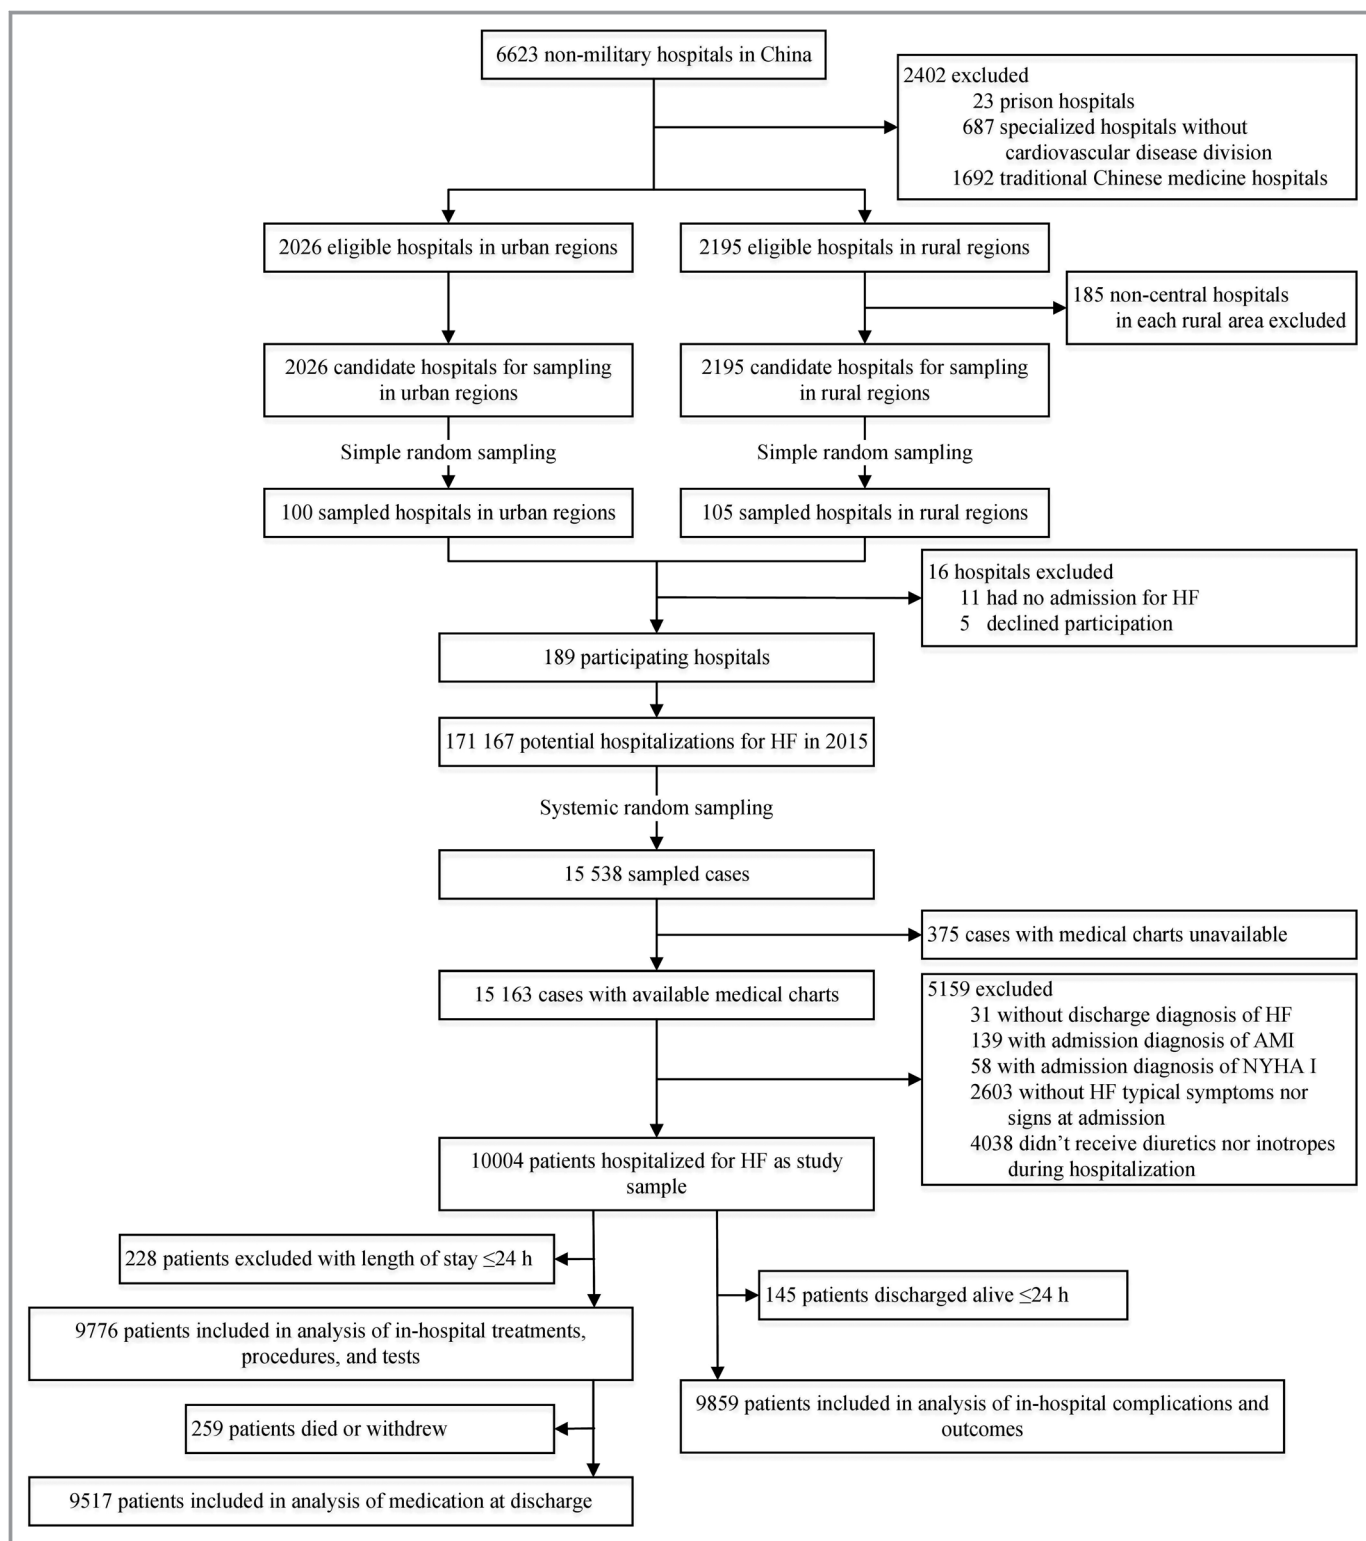 6623 non-military hospitals in China
2402 excluded
23 prison hospitals
687 specialized hospitals without
cardiovascular disease division
1692 traditional Chinese medicine hospitals
2026 eligible hospitals in urban regions
2195 eligible hospitals in rural regions
185 non-central hospitals
in each rural area excluded
2026 candidate hospitals for sampling
in urban regions
2195 candidate hospitals for sampling
in rural regions
Simple random sampling
Simple random sampling
100 sampled hospitals in urban regions
105 sampled hospitals in rural regions
16 hospitals excluded
11 had no admission for HF
5 declined participation
189 participating hospitals
171 167 potential hospitalizations for HF in 2015
Systemic random sampling
15 538 sampled cases
375 cases with medical charts unavailable
15 163 cases with available medical charts
5159 excluded
31 without discharge diagnosis of HF
139 with admission diagnosis of AMI
58 with admission diagnosis of NYHA I
2603 without HF typical symptoms nor
signs at admission
4038 didn’t receive diuretics nor inotropes
during hospitalization
10004 patients hospitalized for HF as study
sample
228 patients excluded with length of stay ≤24 h
145 patients discharged alive ≤24 h
9776 patients included in analysis of in-hospital treatments,
procedures, and tests
9859 patients included in analysis of in-hospital complications and
outcomes
259 patients died or withdrew
9517 patients included in analysis of medication at discharge